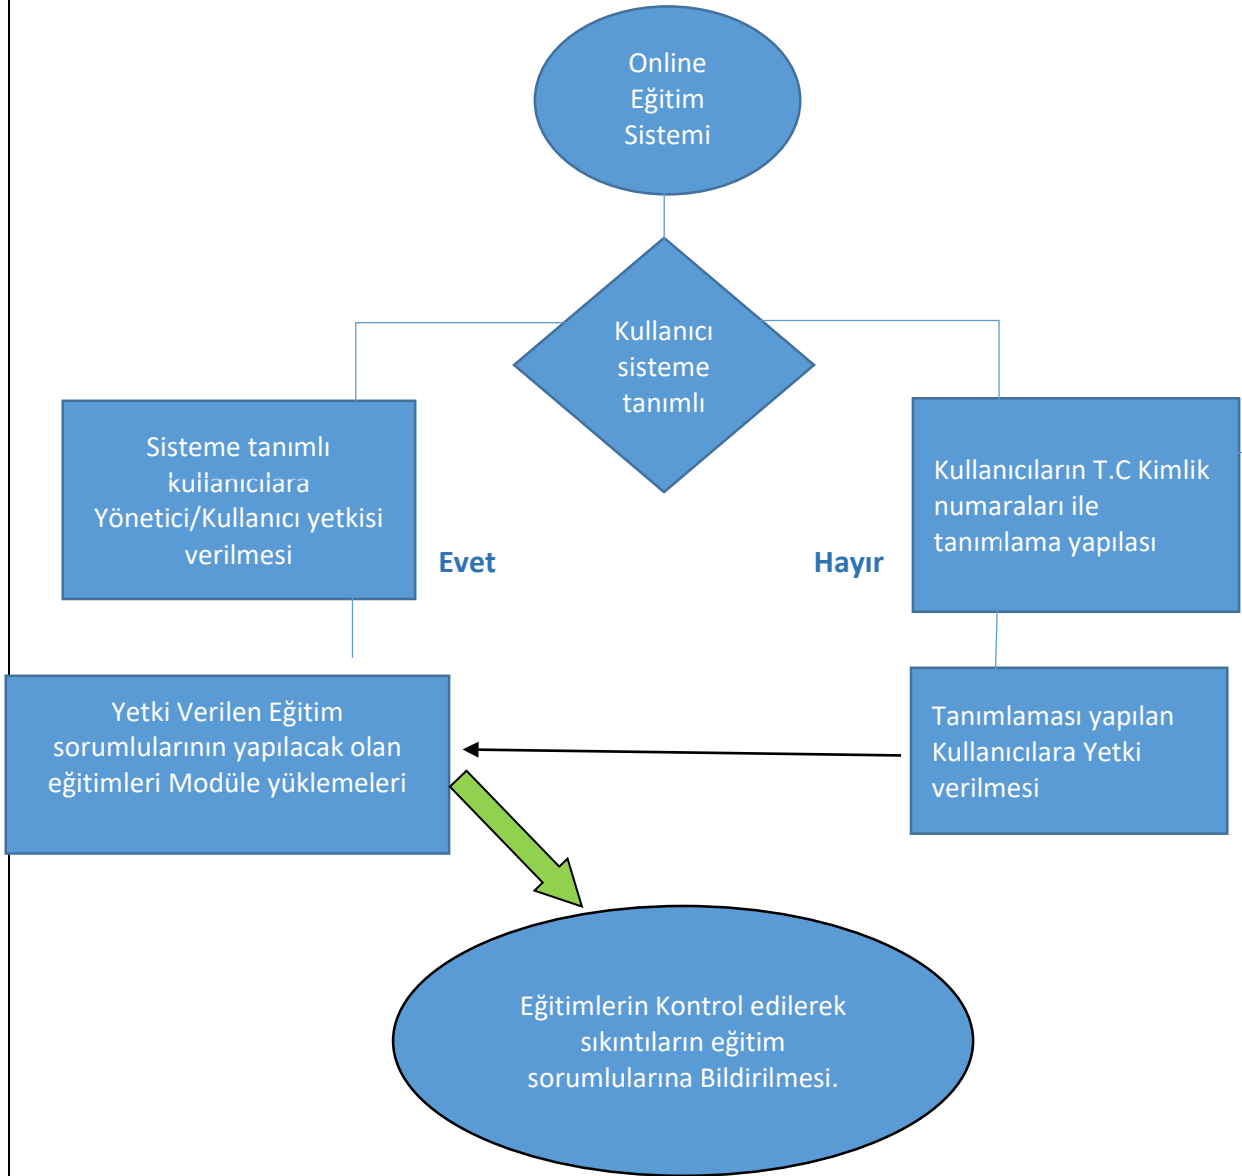 Online
Eğitim
Sistemi
Kullanıcı
sisteme
tanımlı
Sisteme tanımlı
kullanıcılara
Yönetici/Kullanıcı yetkisi
verilmesi
Evet
Hayır
Kullanıcıların T.C Kimlik
numaraları ile
tanımlama yapılası
Yetki Verilen Eğitim
sorumlularının yapılacak olan
eğitimleri Modüle yüklemeleri
Tanımlaması yapılan
Kullanıcılara Yetki
verilmesi
Eğitimlerin Kontrol edilerek
sıkıntıların eğitim
sorumlularına Bildirilmesi.